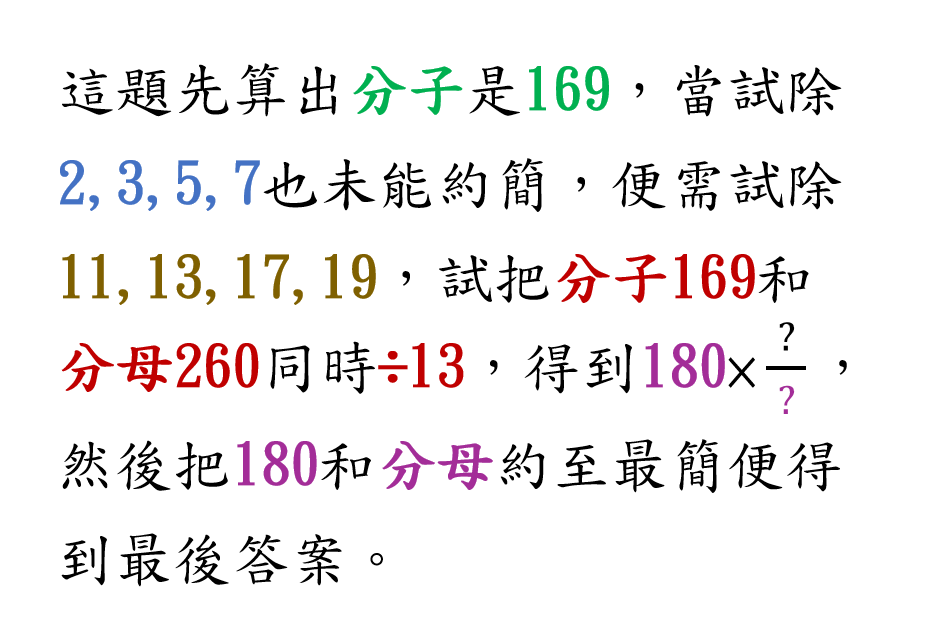 這題先算出分子是169，當試除
2, 3, 5, 7也未能約簡，便需試除
11, 13, 17, 19，試把分子169和
分母260同時÷13，得到180×?/?，
然後把180和分母約至最簡便得
到最後答案。